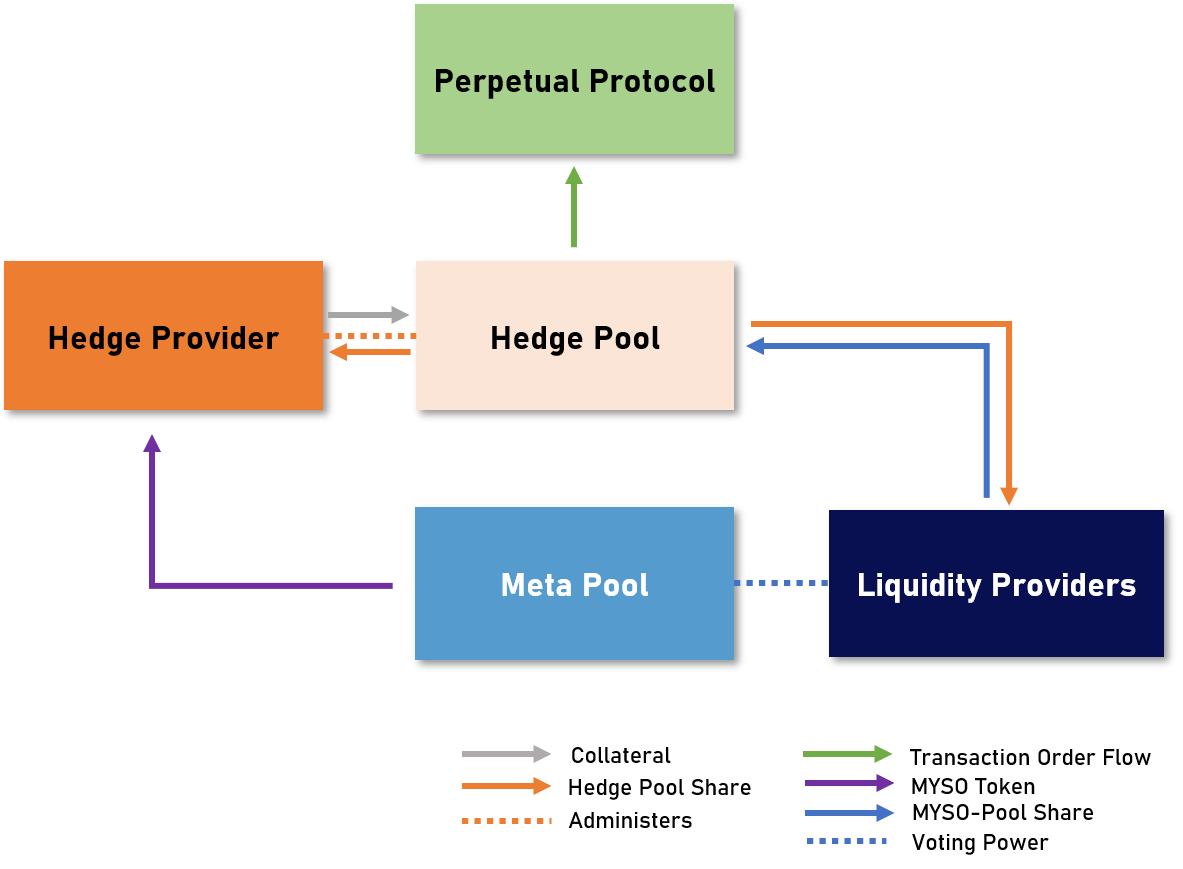 Perpetual Protocol
Hedge Provider
Hedge Pool
Meta Pool
Liquidity Providers
Collateral
Hedge Pool Share
Administers
Transaction Order Flow
MYSO Token
MYSO-Pool Share
Voting Power